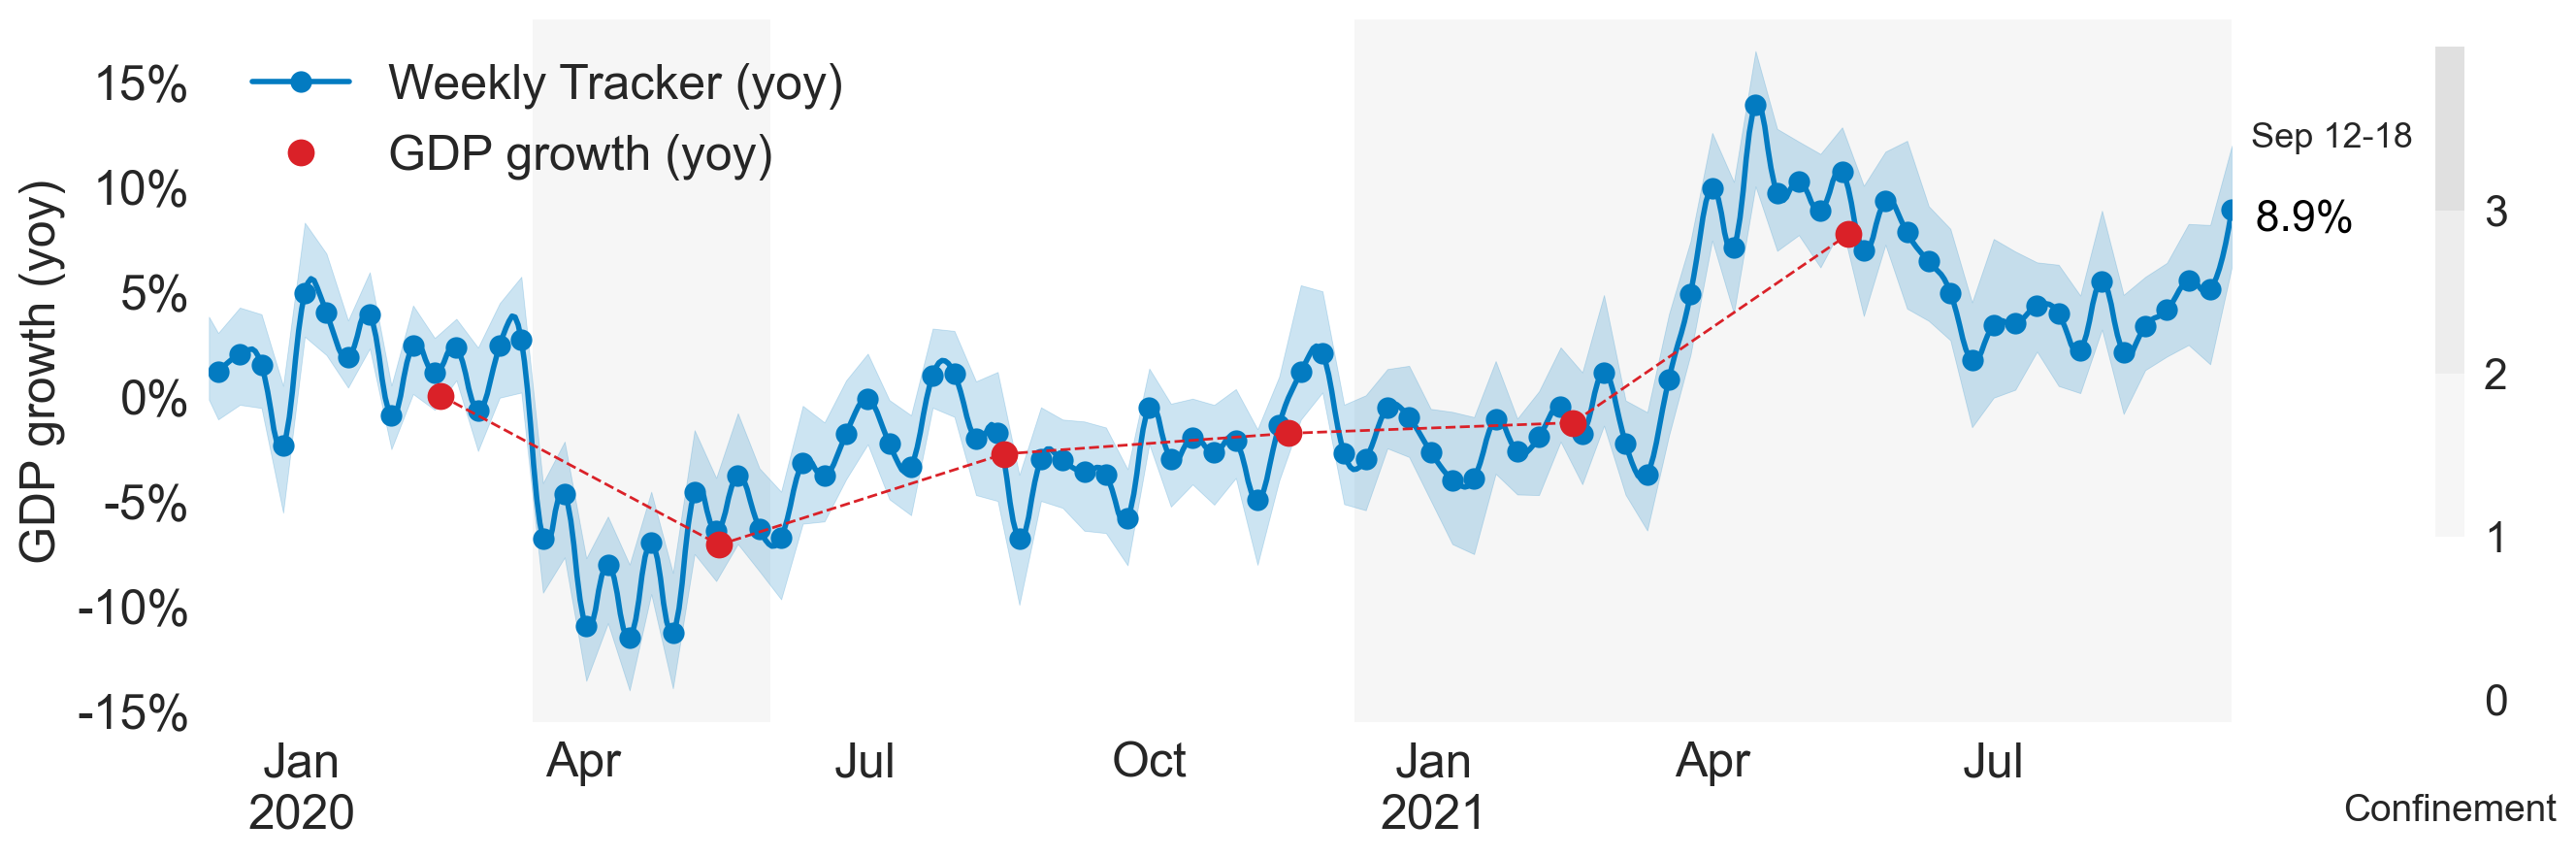 Weekly Tracker (yoy)
GDP growth (yoy)
GDP growth (yoy)
15%
10%
5%
0%
-5%
-10%
-15%
Jan
2020
Apr
Jul
Oct
Jan
2021
Apr
Jul
Sep 12-18
8.9%
3
2
1
0
Confinement